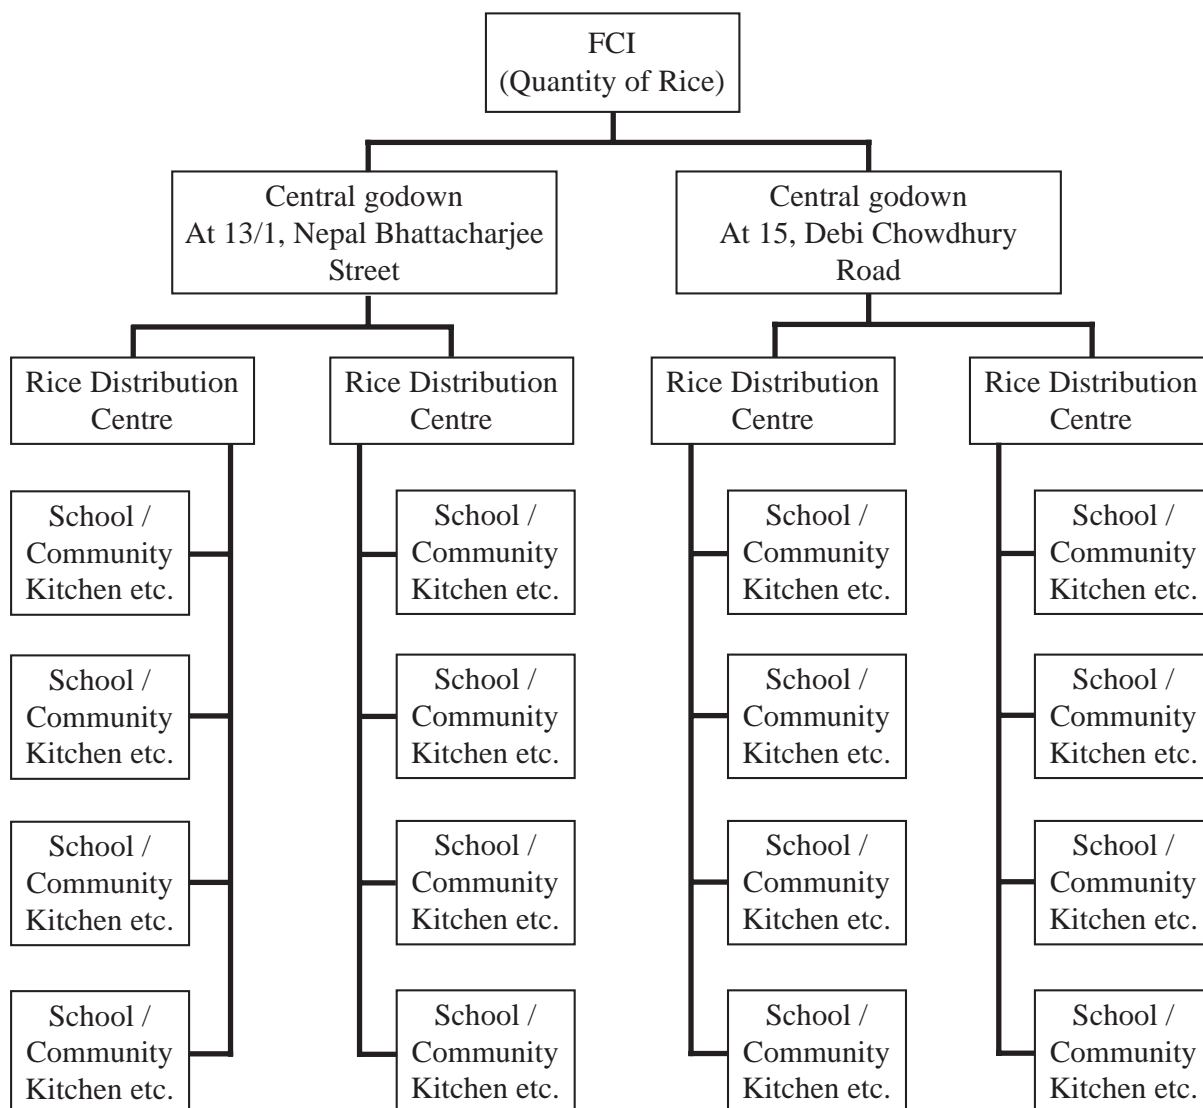 FCI
(Quantity of Rice)
Central godown
At 13/1, Nepal Bhattacharjee
Street
Central godown
At 15, Debi Chowdhury
Road
Rice Distribution
Centre
Rice Distribution
Centre
Rice Distribution
Centre
Rice Distribution
Centre
School /
Community
Kitchen etc.
School /
Community
Kitchen etc.
School /
Community
Kitchen etc.
School /
Community
Kitchen etc.
School /
Community
Kitchen etc.
School /
Community
Kitchen etc.
School /
Community
Kitchen etc.
School /
Community
Kitchen etc.
School /
Community
Kitchen etc.
School /
Community
Kitchen etc.
School /
Community
Kitchen etc.
School /
Community
Kitchen etc.
School /
Community
Kitchen etc.
School /
Community
Kitchen etc.
School /
Community
Kitchen etc.
School /
Community
Kitchen etc.